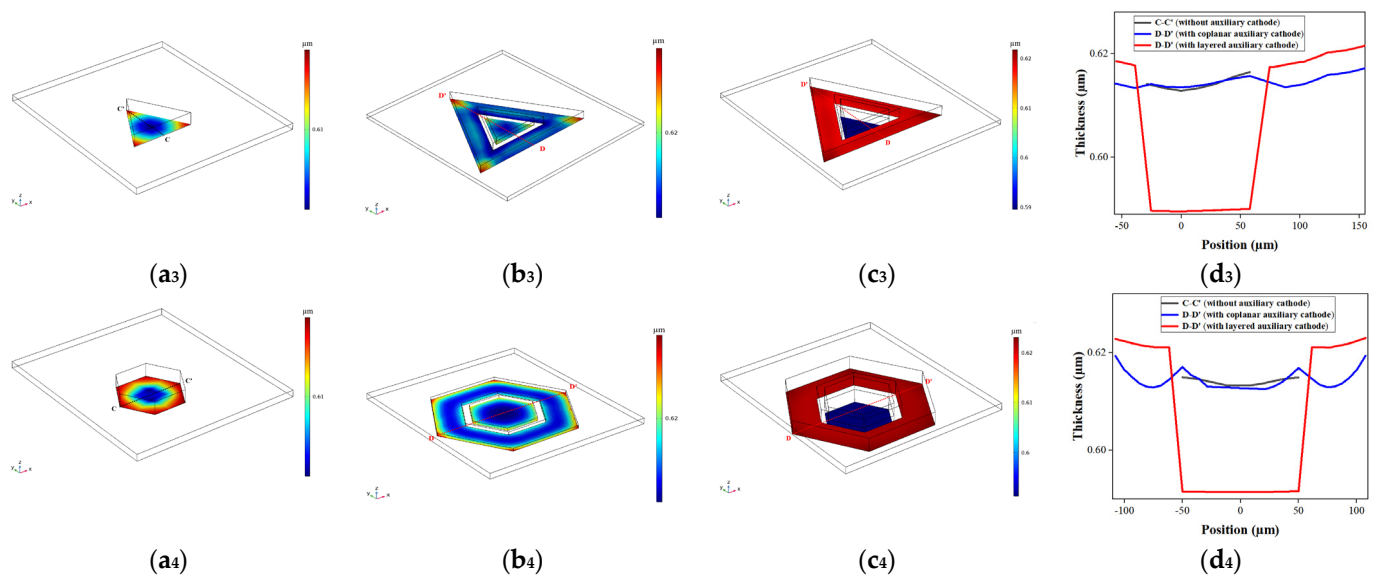 µm
C'
C
0.61
z
y x
(a3)
µm
D'
D
0.62
z
y x
(b3)
µm
D'
D
0.62
0.61
0.6
0.59
z
y x
(c3)
C-C' (without auxiliary cathode)
D-D' (with coplanar auxiliary cathode)
D-D' (with layered auxiliary cathode)
Thickness (µm)
0.62
0.60
-50 0 50 100 150
Position (µm)
(d3)
µm
C'
C
0.61
z
y x
(a4)
µm
D'
D
0.62
z
y x
(b4)
µm
D'
D
0.62
0.61
0.6
z
y x
(c4)
C-C' (without auxiliary cathode)
D-D' (with coplanar auxiliary cathode)
D-D' (with layered auxiliary cathode)
Thickness (µm)
0.62
0.60
-100 -50 0 50 100
Position (µm)
(d4)